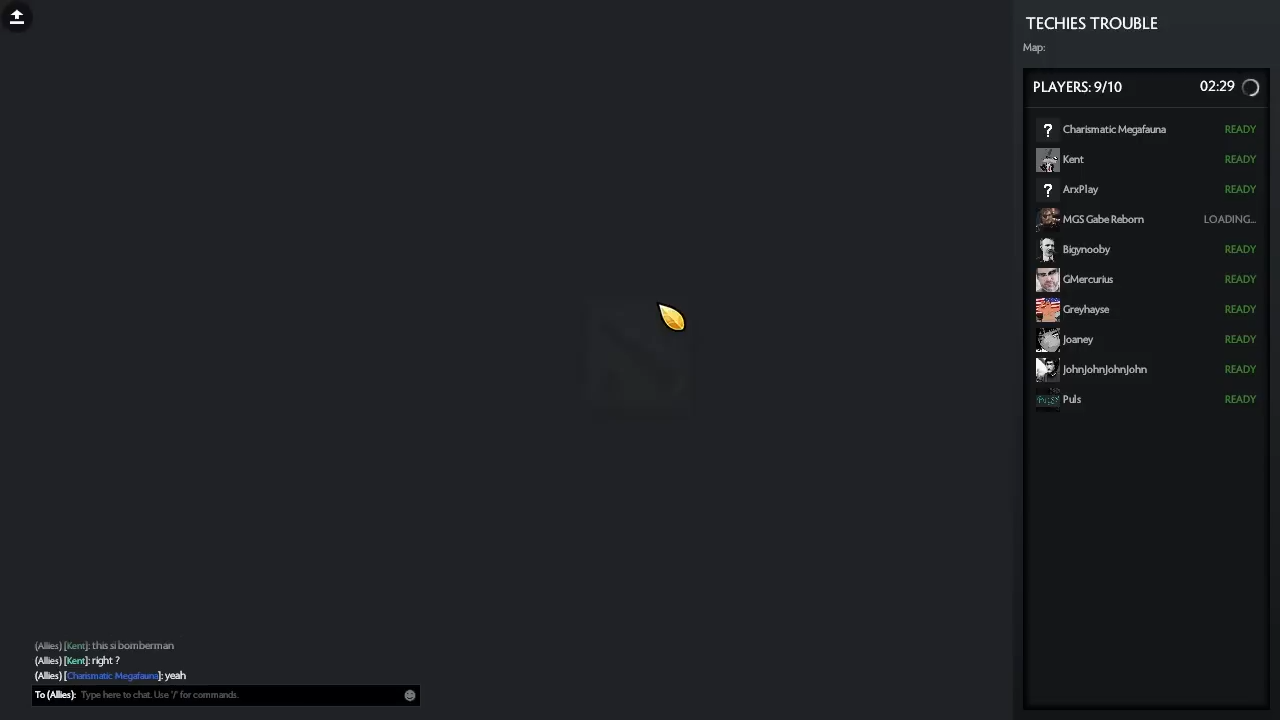 TECHIES TROUBLE
Map:
PLAYERS: 9/10 02:29
? Charismatic Megafauna READY
Kent READY
? ArxPlay READY
MGS Gabe Reborn LOADING...
Bigynooby READY
GMercurius READY
Greyhayse READY
Joaney READY
JohnJohnJohnJohn READY
Puls READY
(Allies) [Kent]: this si bomberman
(Allies) [Kent]: right ?
(Allies) [Charismatic Megafauna]: yeah
To (Allies): Type here to chat. Use '/' for commands.